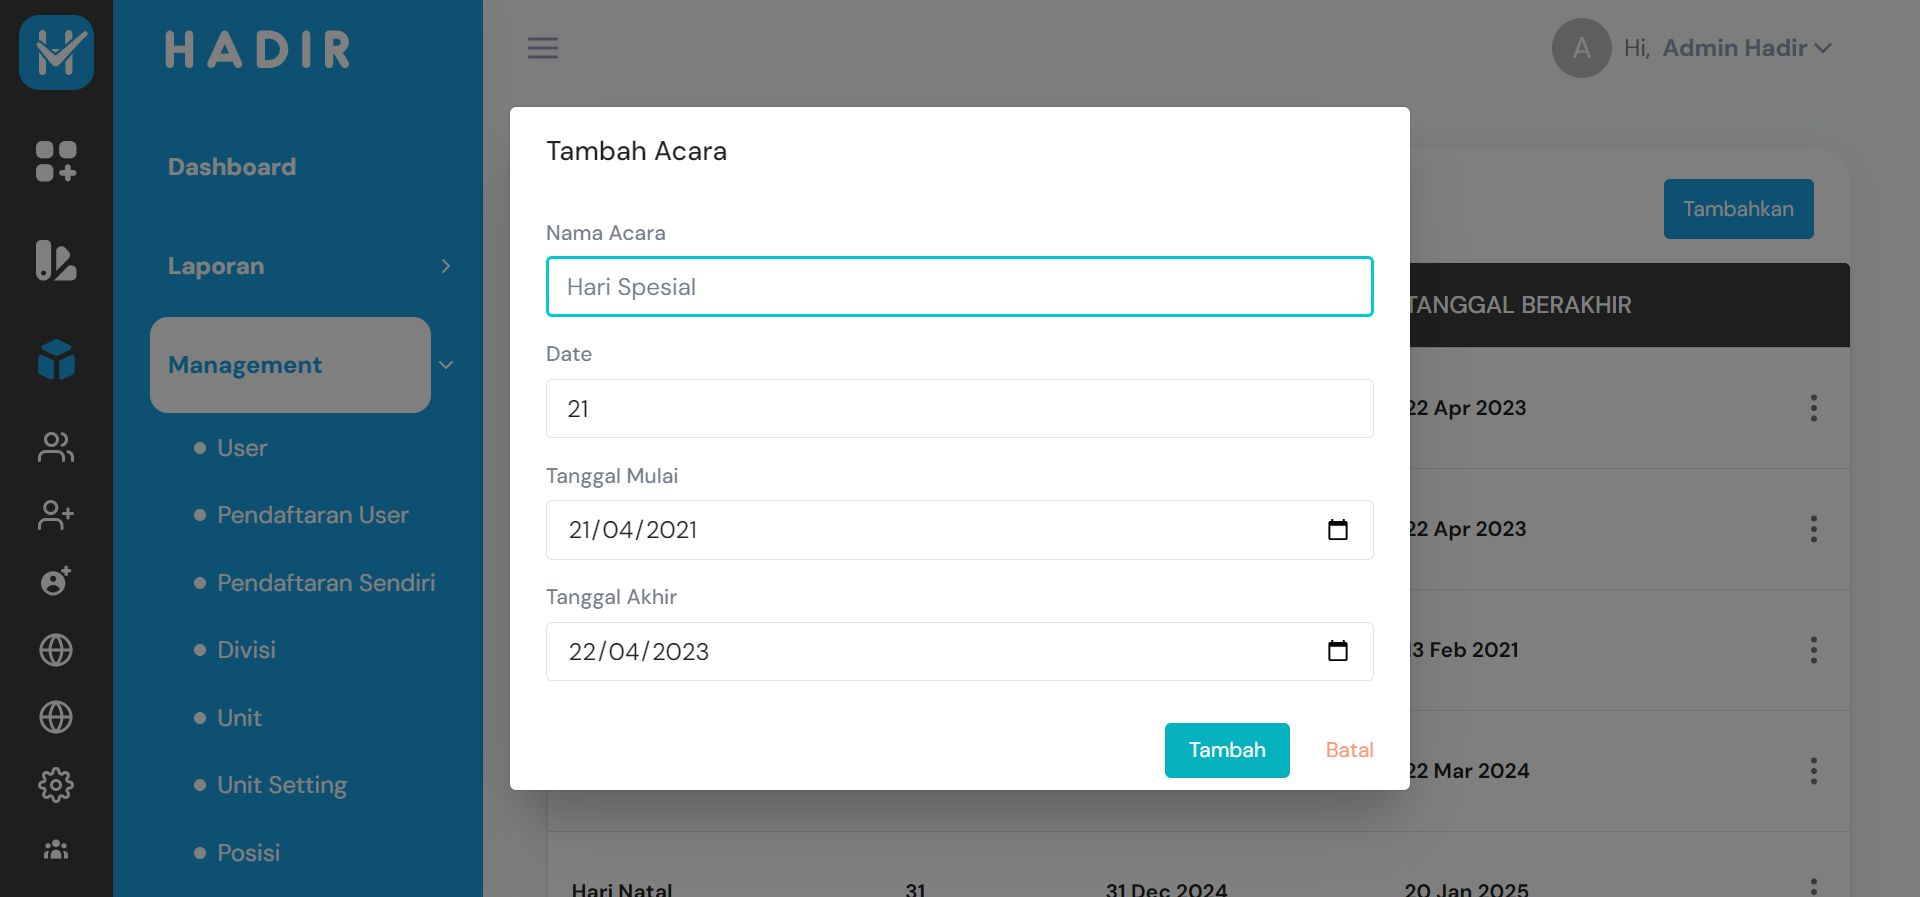 HADIR
Dashboard
Laporan
Management
User
Pendaftaran User
Pendaftaran Sendiri
Divisi
Unit
Unit Setting
Posisi
A
Hi, Admin Hadir
Tambahkan
Tambah Acara
Nama Acara
Hari Spesial
Date
21
Tanggal Mulai
21/04/2021
Tanggal Akhir
22/04/2023
Tambah Batal
TANGGAL BERAKHIR
22 Apr 2023
22 Apr 2023
13 Feb 2021
22 Mar 2024
Hari Natal 31 31 Dec 2024 20 Jan 2025